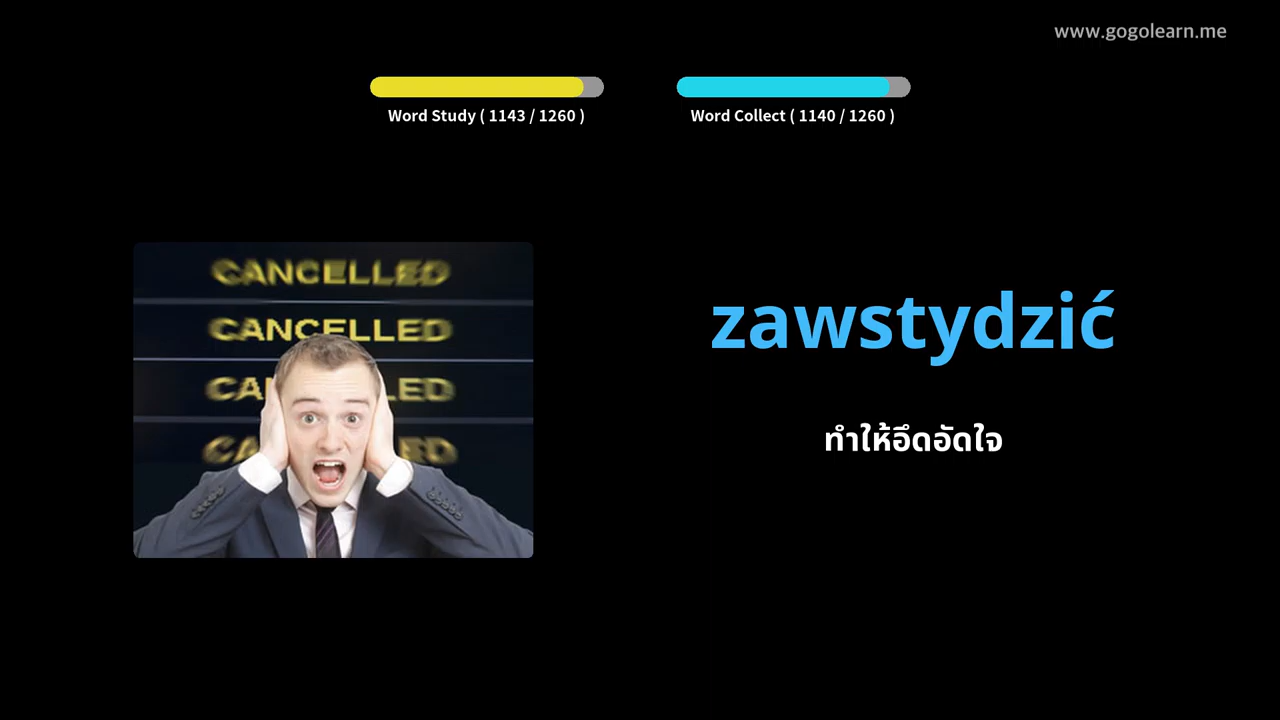 www.gogolearn.me
Word Study ( 1143 / 1260 )
Word Collect ( 1140 / 1260 )
CANCELLED
CANCELLED
zawstydzić
ทำให้อึดอัดใจ